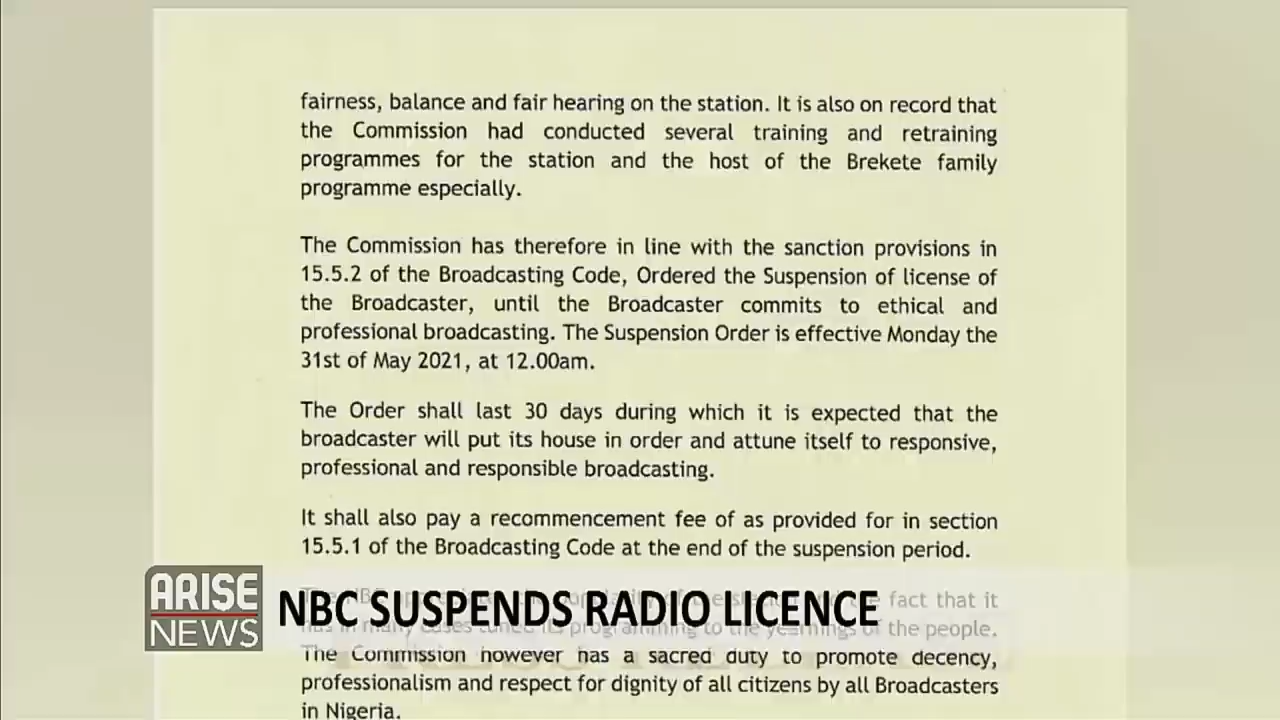 fairness, balance and fair hearing on the station. It is also on record that
the Commission had conducted several training and retraining
programmes for the station and the host of the Brekete family
programme especially.
The Commission has therefore in line with the sanction provisions in
15.5.2 of the Broadcasting Code, Ordered the Suspension of license of
the Broadcaster, until the Broadcaster commits to ethical and
professional broadcasting. The Suspension Order is effective Monday the
31st of May 2021, at 12.00am.
The Order shall last 30 days during which it is expected that the
broadcaster will put its house in order and attune itself to responsive,
professional and responsible broadcasting.
It shall also pay a recommencement fee of as provided for in section
15.5.1 of the Broadcasting Code at the end of the suspension period.
fact that it
in many cases tuned its programming to the yearnings of the people.
The Commission however has a sacred duty to promote decency,
professionalism and respect for dignity of all citizens by all Broadcasters
in Nigeria.
ARISE
NEWS
NBC SUSPENDS RADIO LICENCE